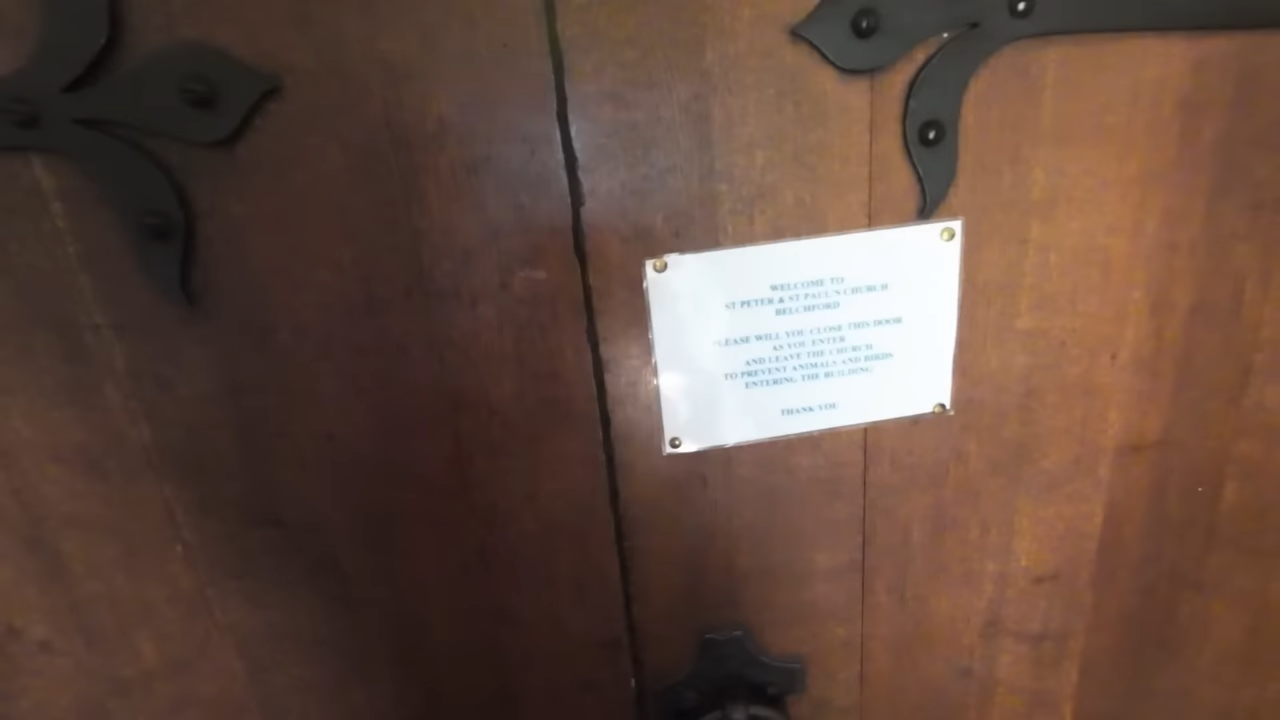 WELCOME TO
ST PETER & ST PAUL'S CHURCH
BELCHFORD
PLEASE WILL YOU CLOSE THIS DOOR
AS YOU ENTER
AND LEAVE THE CHURCH
TO PREVENT ANIMALS AND BIRDS
ENTERING THE BUILDING
THANK YOU